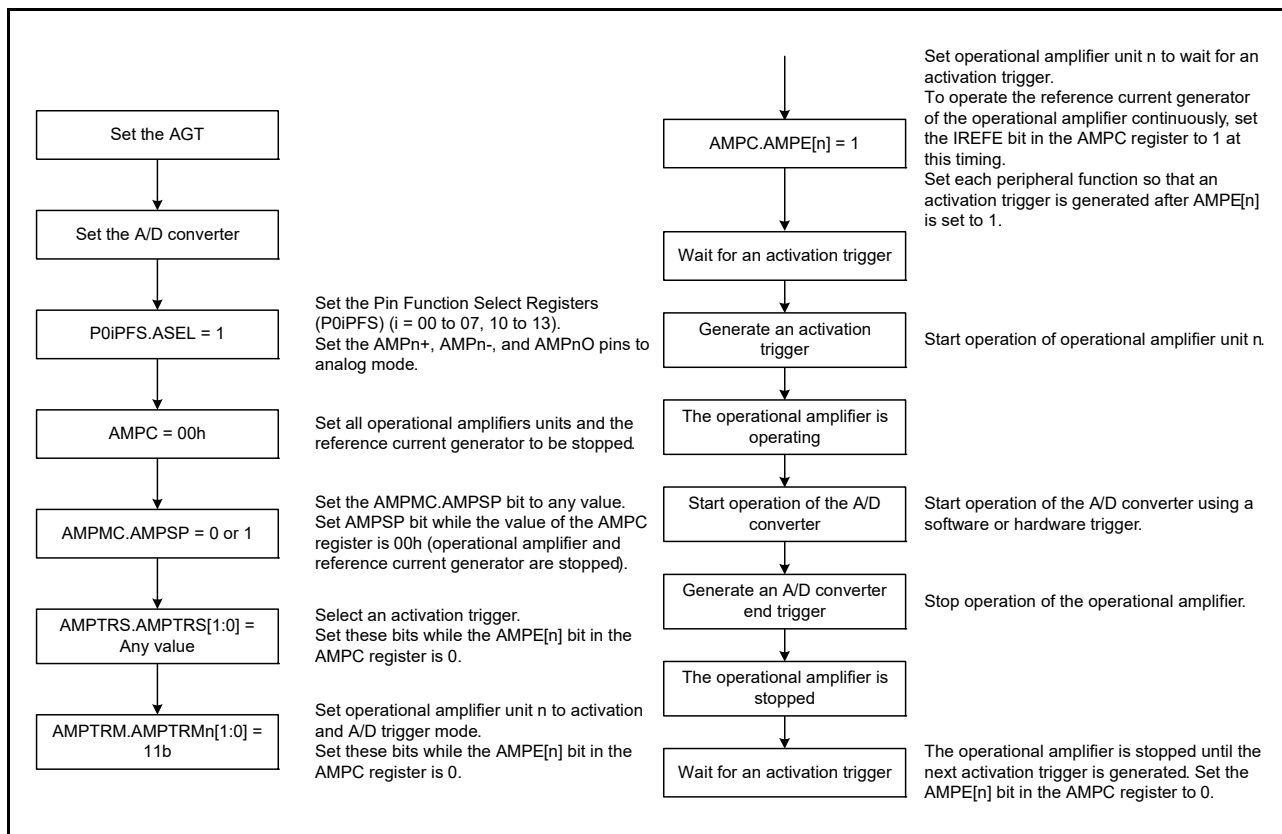 Set the AGT
Set the A/D converter
P0iPFS.ASEL = 1
Set the Pin Function Select Registers
(P0iPFS) (i = 00 to 07, 10 to 13).
Set the AMPn+, AMPn-, and AMPnO pins to
analog mode.
AMPC = 00h
Set all operational amplifiers units and the
reference current generator to be stopped.
AMPMC.AMPSP = 0 or 1
Set the AMPMC.AMPSP bit to any value.
Set AMPSP bit while the value of the AMPC
register is 00h (operational amplifier and
reference current generator are stopped).
AMPTRS.AMPTRS[1:0] =
Any value
Select an activation trigger.
Set these bits while the AMPE[n] bit in the
AMPC register is 0.
AMPTRM.AMPTRMn[1:0] =
11b
Set operational amplifier unit n to activation
and A/D trigger mode.
Set these bits while the AMPE[n] bit in the
AMPC register is 0.
AMPC.AMPE[n] = 1
Set operational amplifier unit n to wait for an
activation trigger.
To operate the reference current generator
of the operational amplifier continuously, set
the IREFE bit in the AMPC register to 1 at
this timing.
Set each peripheral function so that an
activation trigger is generated after AMPE[n]
is set to 1.
Wait for an activation trigger
Generate an activation
trigger
Start operation of operational amplifier unit n.
The operational amplifier is
operating
Start operation of the A/D
converter
Start operation of the A/D converter using a
software or hardware trigger.
Generate an A/D converter
end trigger
Stop operation of the operational amplifier.
The operational amplifier is
stopped
Wait for an activation trigger
The operational amplifier is stopped until the
next activation trigger is generated. Set the
AMPE[n] bit in the AMPC register to 0.